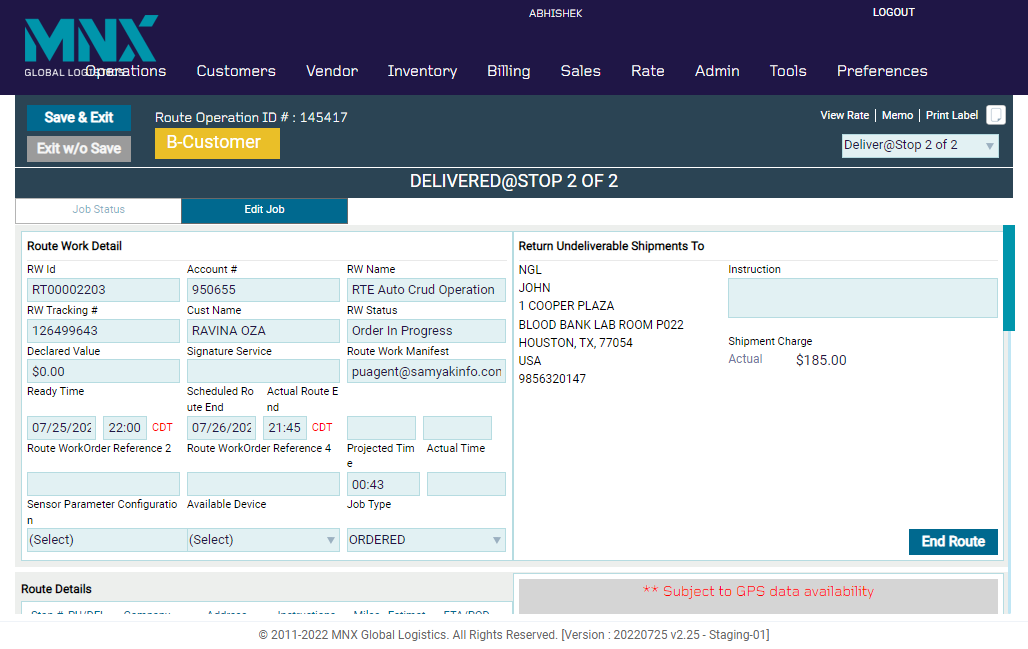 MNX
GLOBAL LOGISTICS
ABHISHEK
LOGOUT
Operations Customers Vendor Inventory Billing Sales Rate Admin Tools Preferences
Save & Exit
Exit w/o Save
Route Operation ID # : 145417
B-Customer
View Rate | Memo | Print Label
Deliver@Stop 2 of 2
DELIVERED@STOP 2 OF 2
Job Status Edit Job
Route Work Detail
RW Id Account # RW Name
RT00002203 950655 RTE Auto Crud Operation
RW Tracking # Cust Name RW Status
126499643 RAVINA OZA Order In Progress
Declared Value Signature Service Route Work Manifest
$0.00 puagent@samyakinfo.con
Ready Time Scheduled Ro Actual Route E
ute End nd
07/25/202 22:00 CDT 07/26/202 21:45 CDT
Route WorkOrder Reference 2 Route WorkOrder Reference 4 Projected Tim Actual Time
e
00:43
Sensor Parameter Configuratio Available Device Job Type
n
(Select) (Select) ORDERED
Return Undeliverable Shipments To
NGL
JOHN
1 COOPER PLAZA
BLOOD BANK LAB ROOM P022
HOUSTON, TX, 77054
USA
9856320147
Instruction
Shipment Charge
Actual $185.00
End Route
Route Details
Stop # PU/DEL Company Address Instructions Miles Estimat ETA/POD
** Subject to GPS data availability
© 2011-2022 MNX Global Logistics. All Rights Reserved. [Version : 20220725 v2.25 - Staging-01]